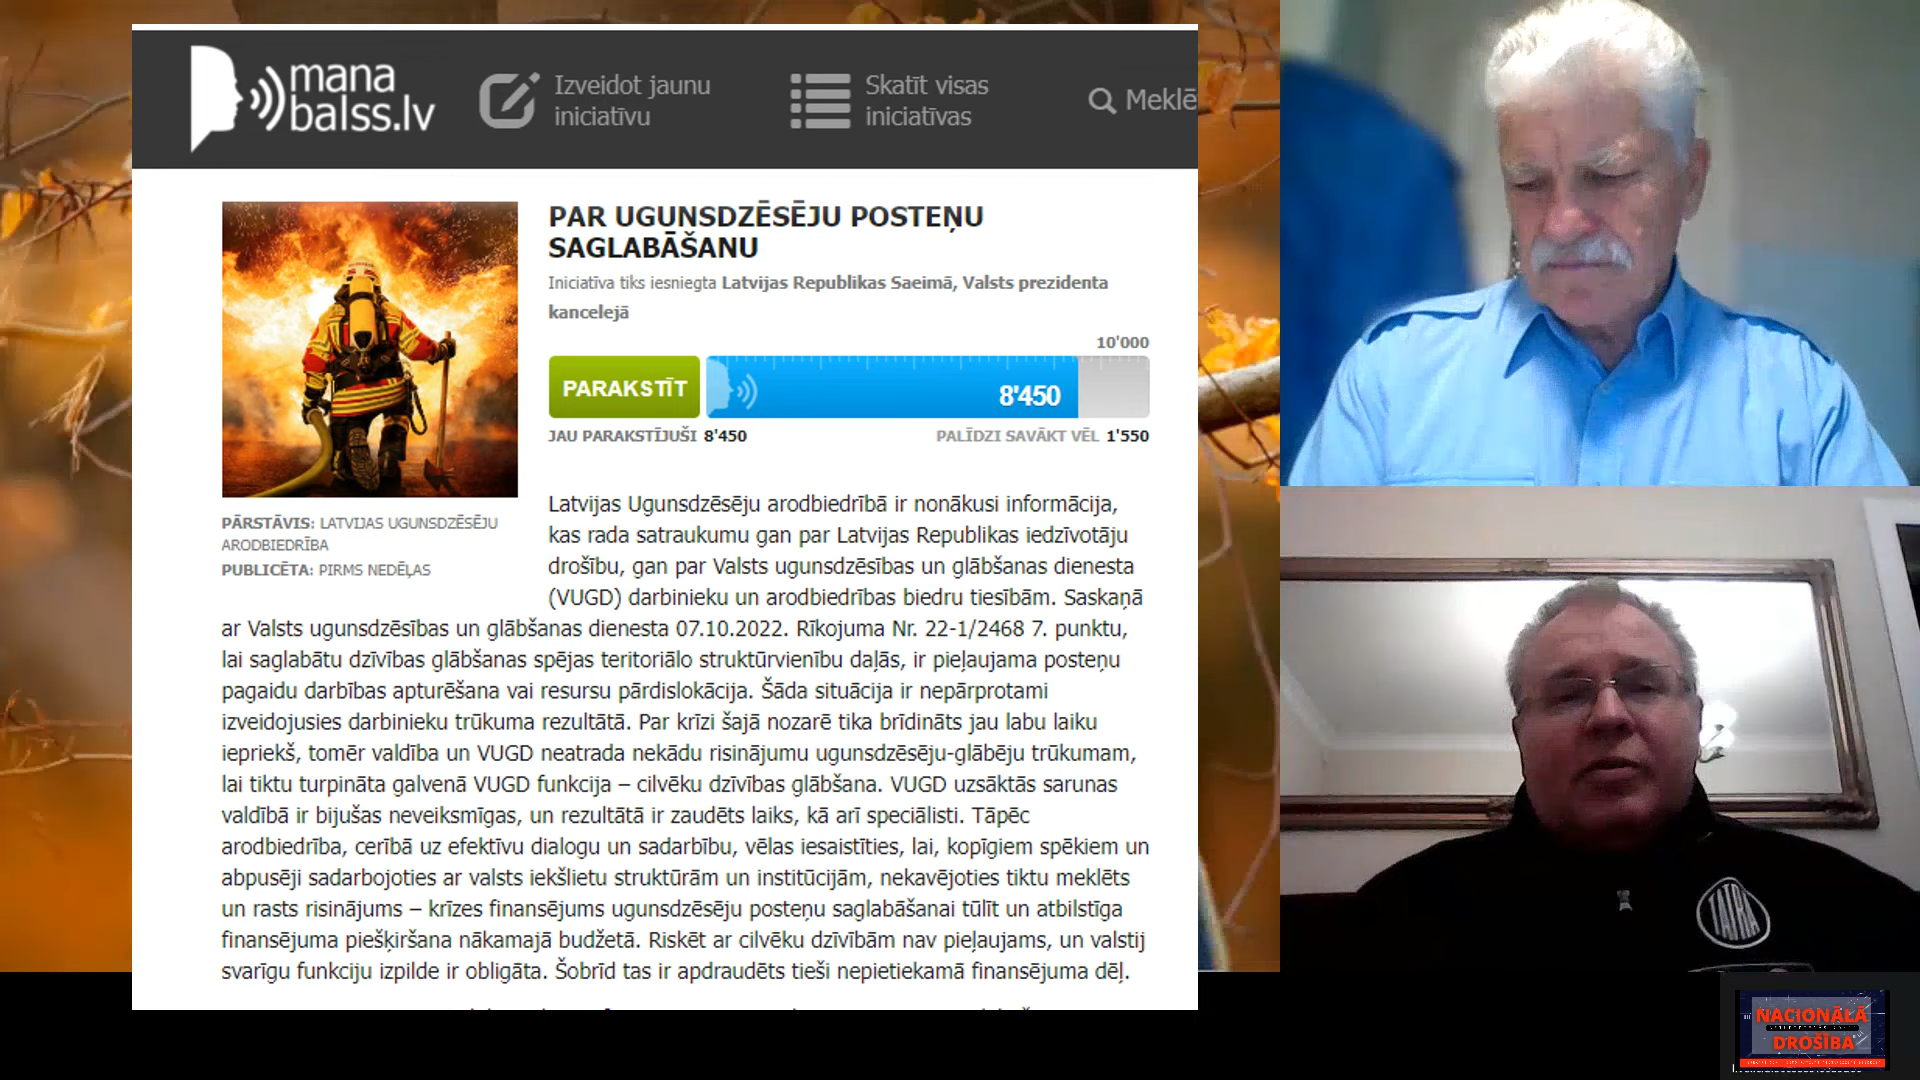 mana
balss.lv
Izveidot jaunu
iniciatīvu
Skatīt visas
iniciatīvas
Meklē
PAR UGUNSDZĒSĒJU POSTEŅU
SAGLABĀŠANU
Iniciatīva tiks iesniegta Latvijas Republikas Saeimā, Valsts prezidenta
kancelejā
10'000
PARAKSTĪT
8'450
JAU PARAKSTĪJUŠI 8'450
PALĪDZI SAVĀKT VĒL 1'550
PĀRSTĀVIS: LATVIJAS UGUNSDZĒSĒJU
ARODBIEDRĪBA
PUBLICĒTA: PIRMS NEDĒĻAS
Latvijas Ugunsdzēsēju arodbiedrībā ir nonākusi informācija,
kas rada satraukumu gan par Latvijas Republikas iedzīvotāju
drošību, gan par Valsts ugunsdzēsības un glābšanas dienesta
(VUGD) darbinieku un arodbiedrības biedru tiesībām. Saskaņā
ar Valsts ugunsdzēsības un glābšanas dienesta 07.10.2022. Rīkojuma Nr. 22-1/2468 7. punktu,
lai saglabātu dzīvības glābšanas spējas teritoriālo struktūrvienību daļās, ir pieļaujama posteņu
pagaidu darbības apturēšana vai resursu pārdislokācija. Šāda situācija ir nepārprotami
izveidojusies darbinieku trūkuma rezultātā. Par krīzi šajā nozarē tika brīdināts jau labu laiku
iepriekš, tomēr valdība un VUGD neatrada nekādu risinājumu ugunsdzēsēju-glābēju trūkumam,
lai tiktu turpināta galvenā VUGD funkcija – cilvēku dzīvības glābšana. VUGD uzsāktās sarunas
valdībā ir bijušas neveiksmīgas, un rezultātā ir zaudēts laiks, kā arī speciālisti. Tāpēc
arodbiedrība, cerībā uz efektīvu dialogu un sadarbību, vēlas iesaistīties, lai, kopīgiem spēkiem un
abpusēji sadarbojoties ar valsts iekšlietu struktūrām un institūcijām, nekavējoties tiktu meklēts
un rasts risinājums – krīzes finansējums ugunsdzēsēju posteņu saglabāšanai tūlīt un atbilstīga
finansējuma piešķiršana nākamajā budžetā. Riskēt ar cilvēku dzīvībām nav pieļaujams, un valstij
svarīgu funkciju izpilde ir obligāta. Šobrīd tas ir apdraudēts tieši nepietiekamā finansējuma dēļ.
TATRA
NACIONĀLĀ
DROŠĪBA